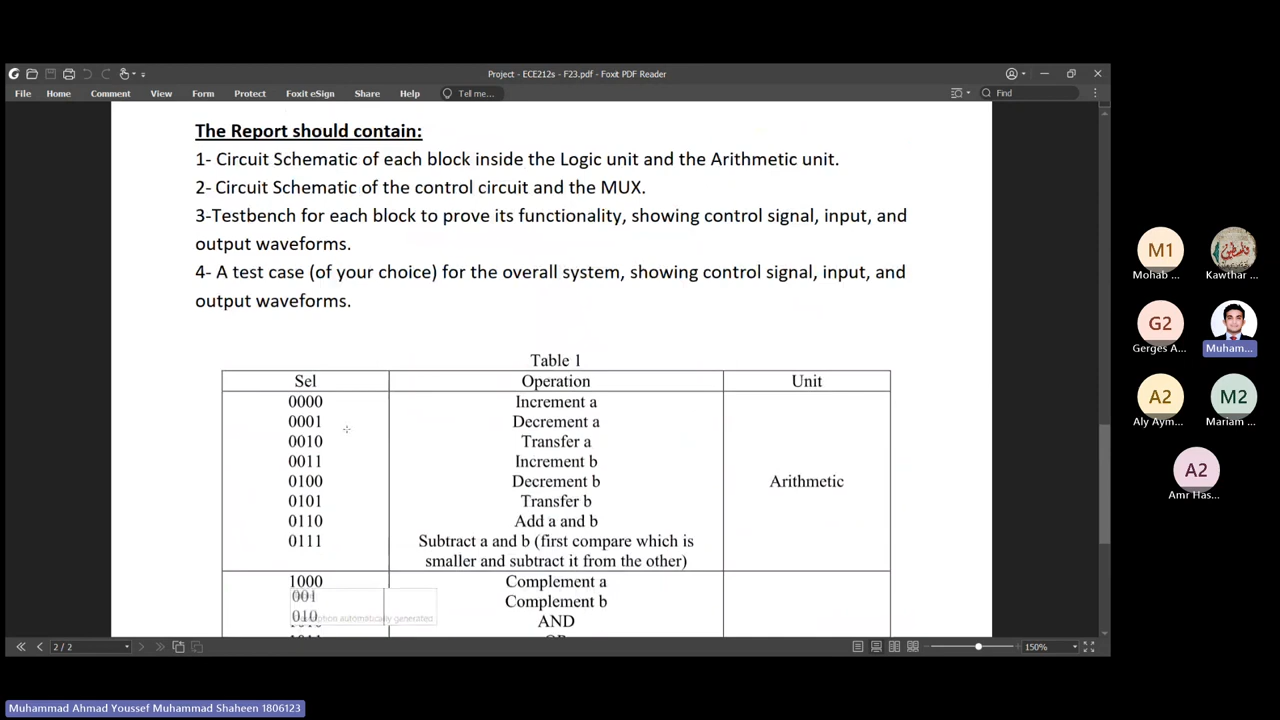 Project - ECE212s - F23.pdf - Foxit PDF Reader
File Home Comment View Form Protect Foxit eSign Share Help Tell me... Find
The Report should contain:
1- Circuit Schematic of each block inside the Logic unit and the Arithmetic unit.
2- Circuit Schematic of the control circuit and the MUX.
3-Testbench for each block to prove its functionality, showing control signal, input, and
output waveforms.
4- A test case (of your choice) for the overall system, showing control signal, input, and
output waveforms.
Table 1
Sel Operation Unit
0000 Increment a
0001 Decrement a
0010 Transfer a
0011 Increment b
0100 Decrement b
0101 Transfer b
Arithmetic
0110 Add a and b
0111 Subtract a and b (first compare which is
smaller and subtract it from the other)
1000 Complement a
001 Complement b
010 AND
automatically generated
2 / 2
150%
M1
Mohab ...
Kawthar ...
G2
Gerges A...
Muham...
A2
Aly Aym...
M2
Mariam ...
A2
Amr Has...
Muhammad Ahmad Youssef Muhammad Shaheen 1806123